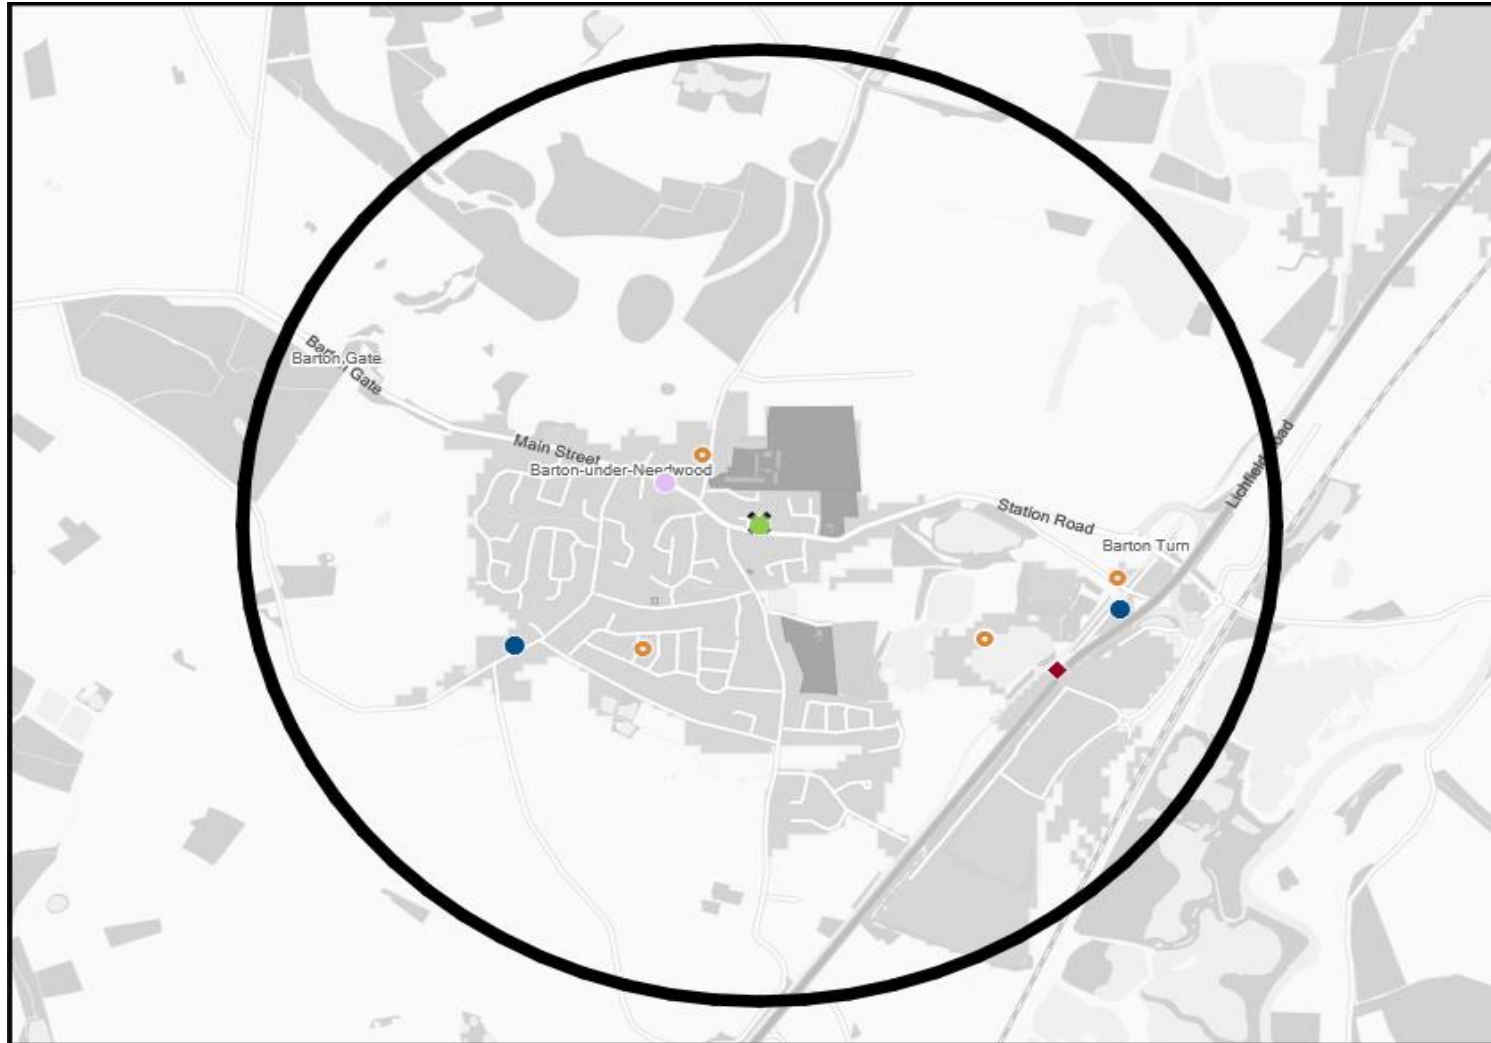 Barton Gate
Barton Gate
Main Street
Barton-under-Needwood
Lichfield Road
Station Road
Barton Turn